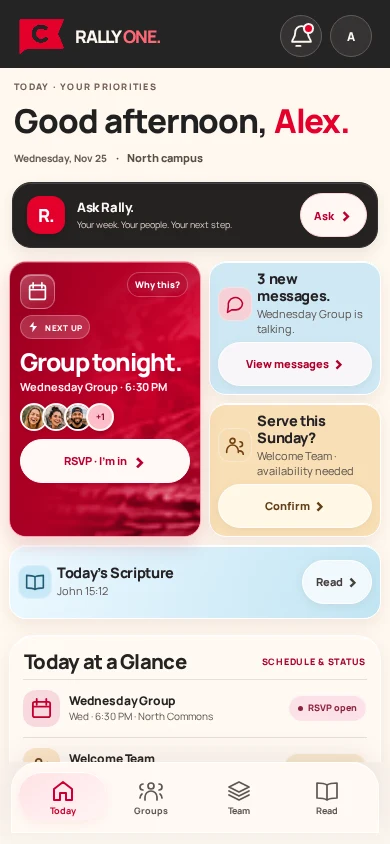 RALLY ONE.
A
TODAY · YOUR PRIORITIES
Good afternoon, Alex.
Wednesday, Nov 25 · North campus
R.
Ask Rally.
Your week. Your people. Your next step.
Ask
Why this?
NEXT UP
Group tonight.
Wednesday Group · 6:30 PM
+1
RSVP · I'm in
3 new
messages.
Wednesday Group is
talking.
View messages
Serve this
Sunday?
Welcome Team ·
availability needed
Confirm
Today's Scripture
John 15:12
Read
Today at a Glance
SCHEDULE & STATUS
Wednesday Group
Wed · 6:30 PM · North Commons
RSVP open
Welcome Team
Today
Groups
Team
Read